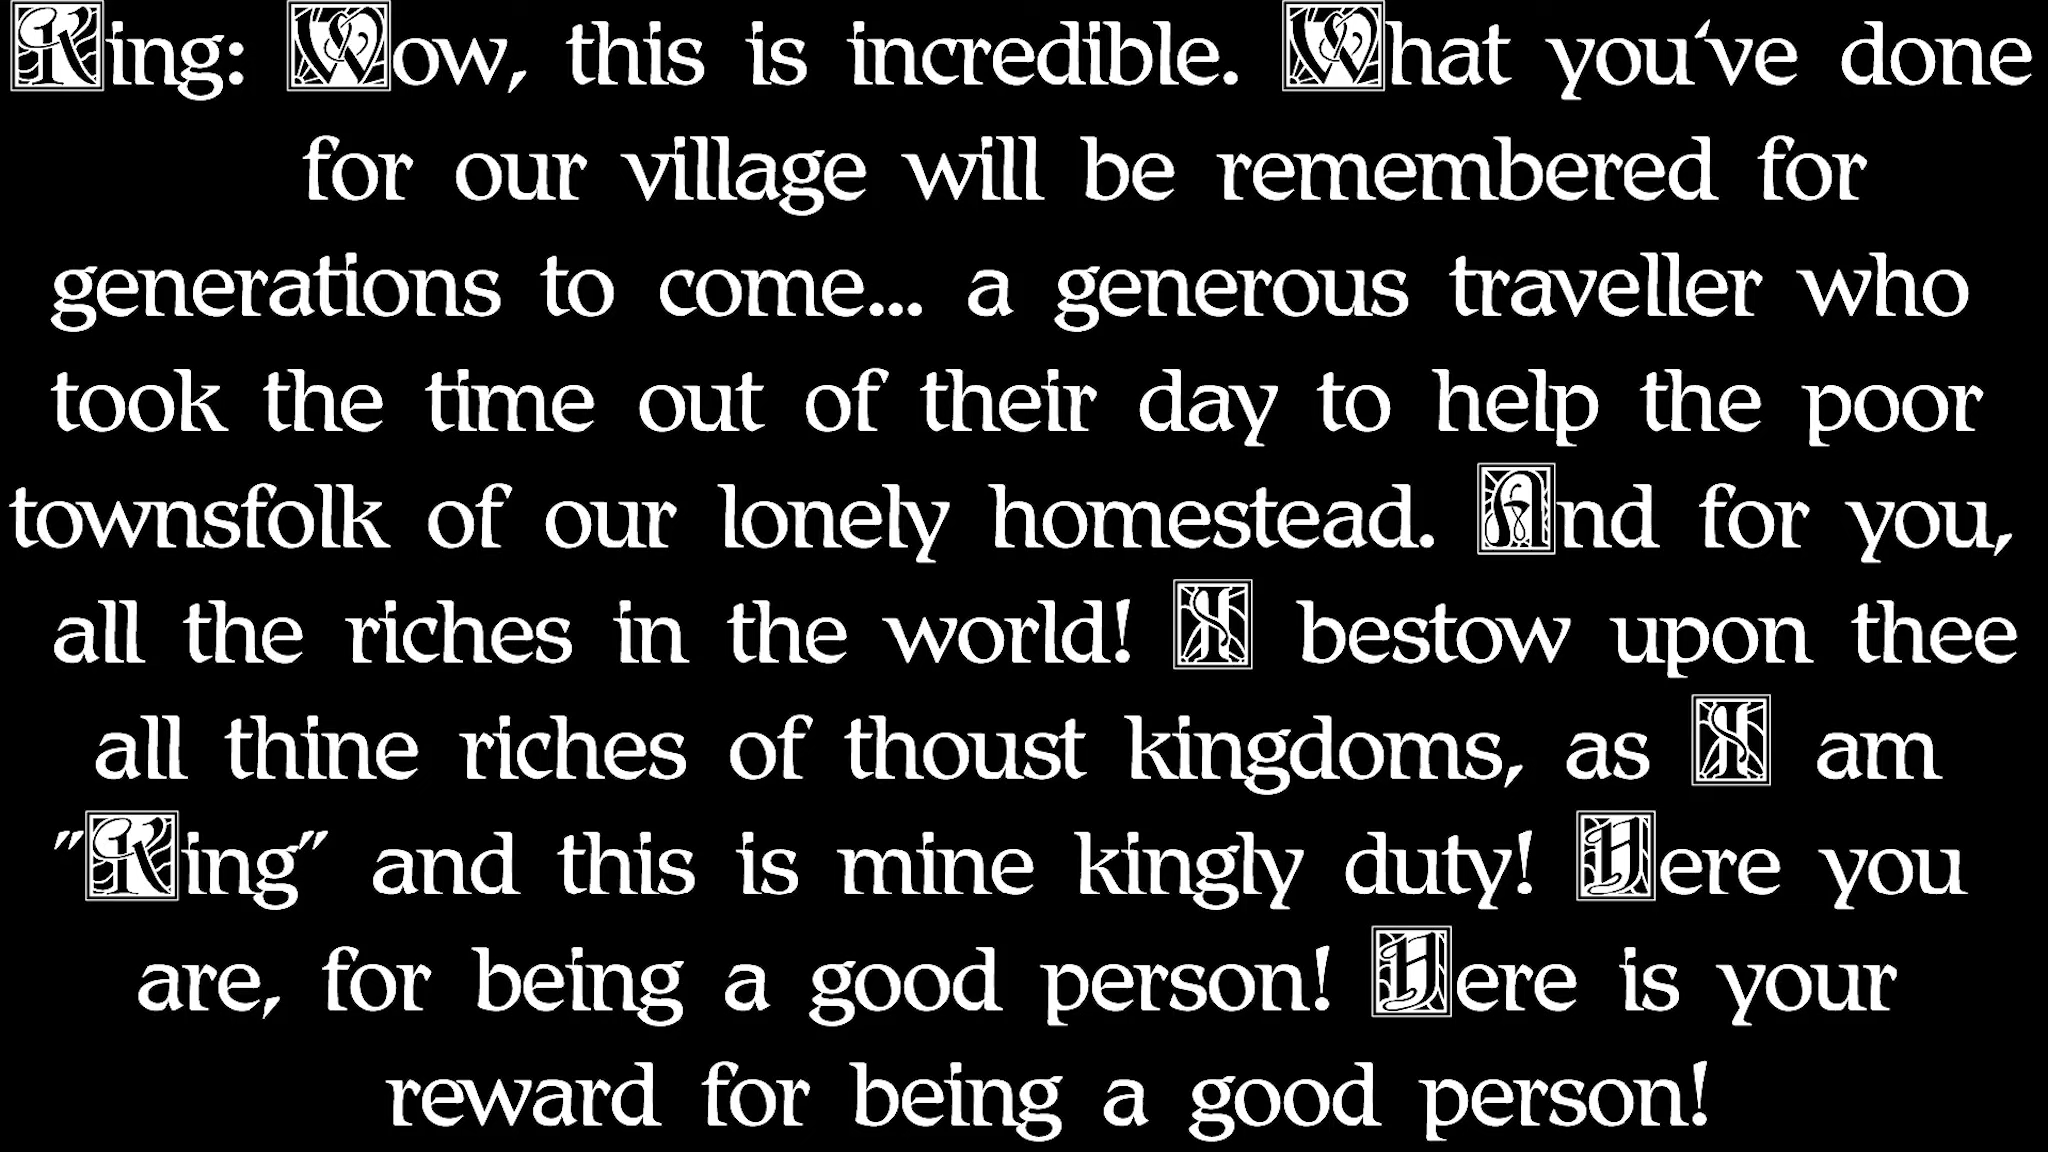 King: Wow, this is incredible. What you've done
for our village will be remembered for
generations to come... a generous traveller who
took the time out of their day to help the poor
townsfolk of our lonely homestead. And for you,
all the riches in the world! I bestow upon thee
all thine riches of thoust kingdoms, as I am
"King" and this is mine kingly duty! Here you
are, for being a good person! Here is your
reward for being a good person!